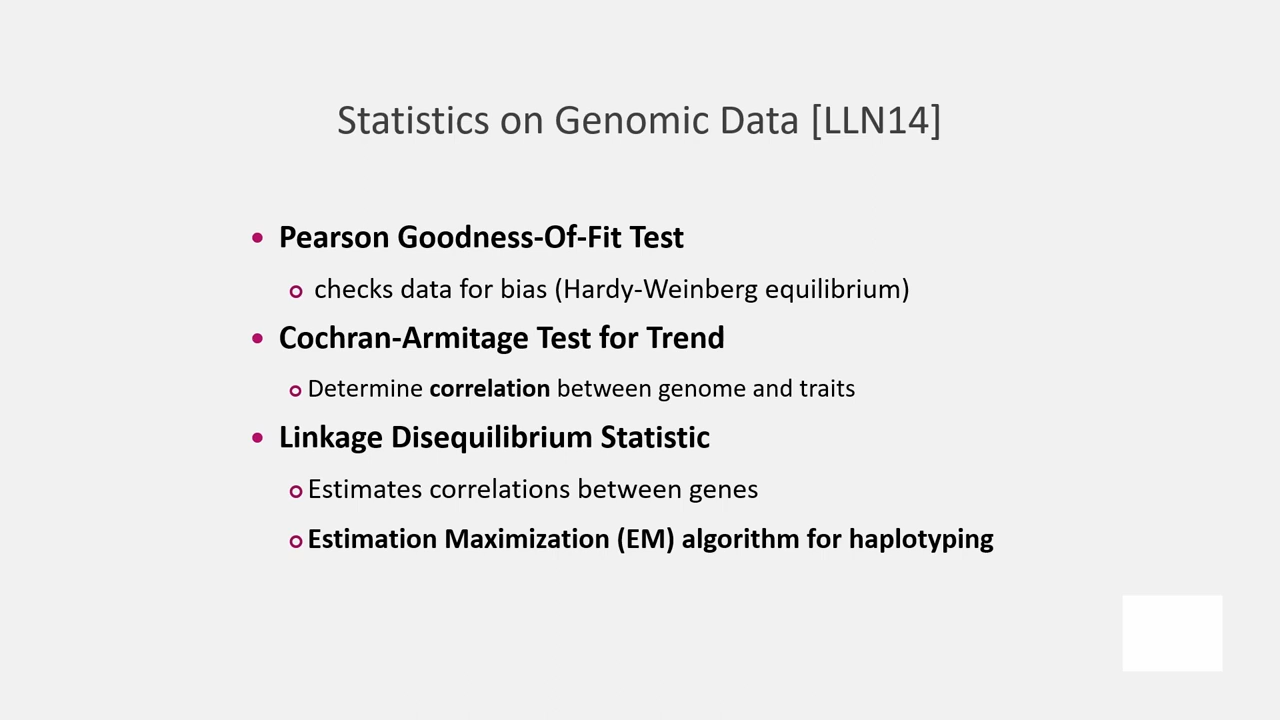 Statistics on Genomic Data [LLN14]
• Pearson Goodness-Of-Fit Test
o checks data for bias (Hardy-Weinberg equilibrium)
• Cochran-Armitage Test for Trend
o Determine correlation between genome and traits
• Linkage Disequilibrium Statistic
o Estimates correlations between genes
o Estimation Maximization (EM) algorithm for haplotyping